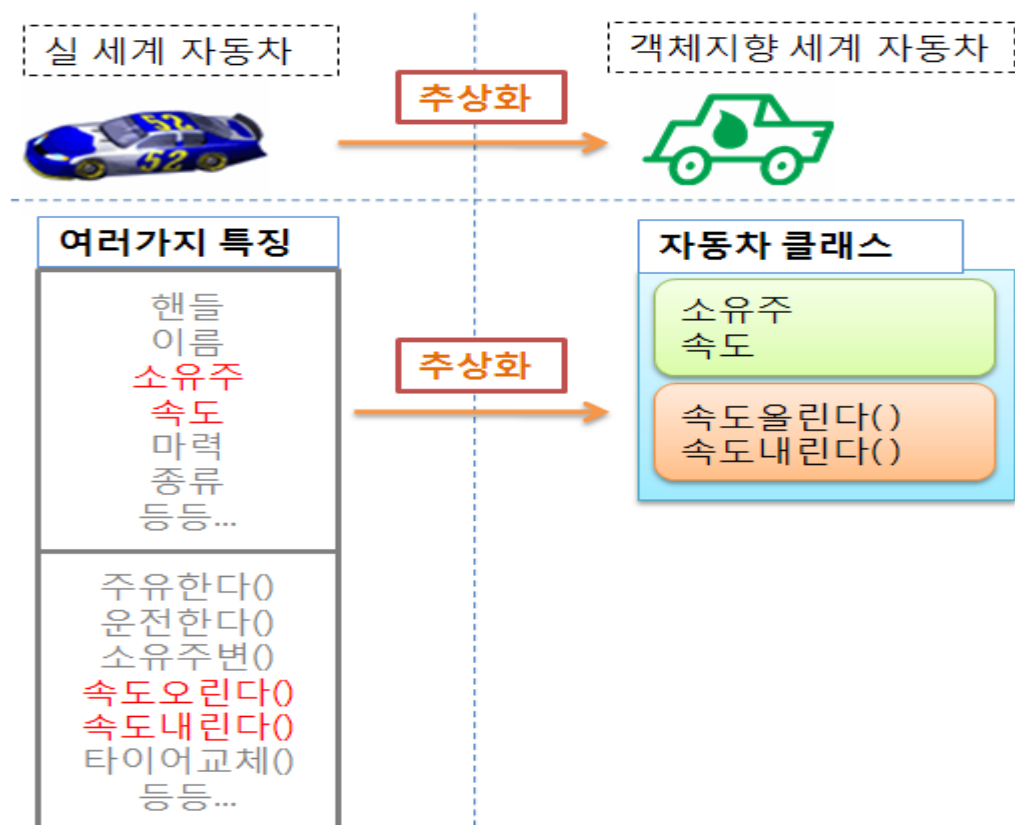 실 세계 자동차
객체지향 세계 자동차
추상화
52
52
여러가지 특징
핸들
이름
소유주
속도
마력
종류
등등...
주유한다()
운전한다()
소유주변()
속도오린다()
속도내린다()
타이어교체()
등등...
추상화
자동차 클래스
소유주
속도
속도올린다()
속도내린다()